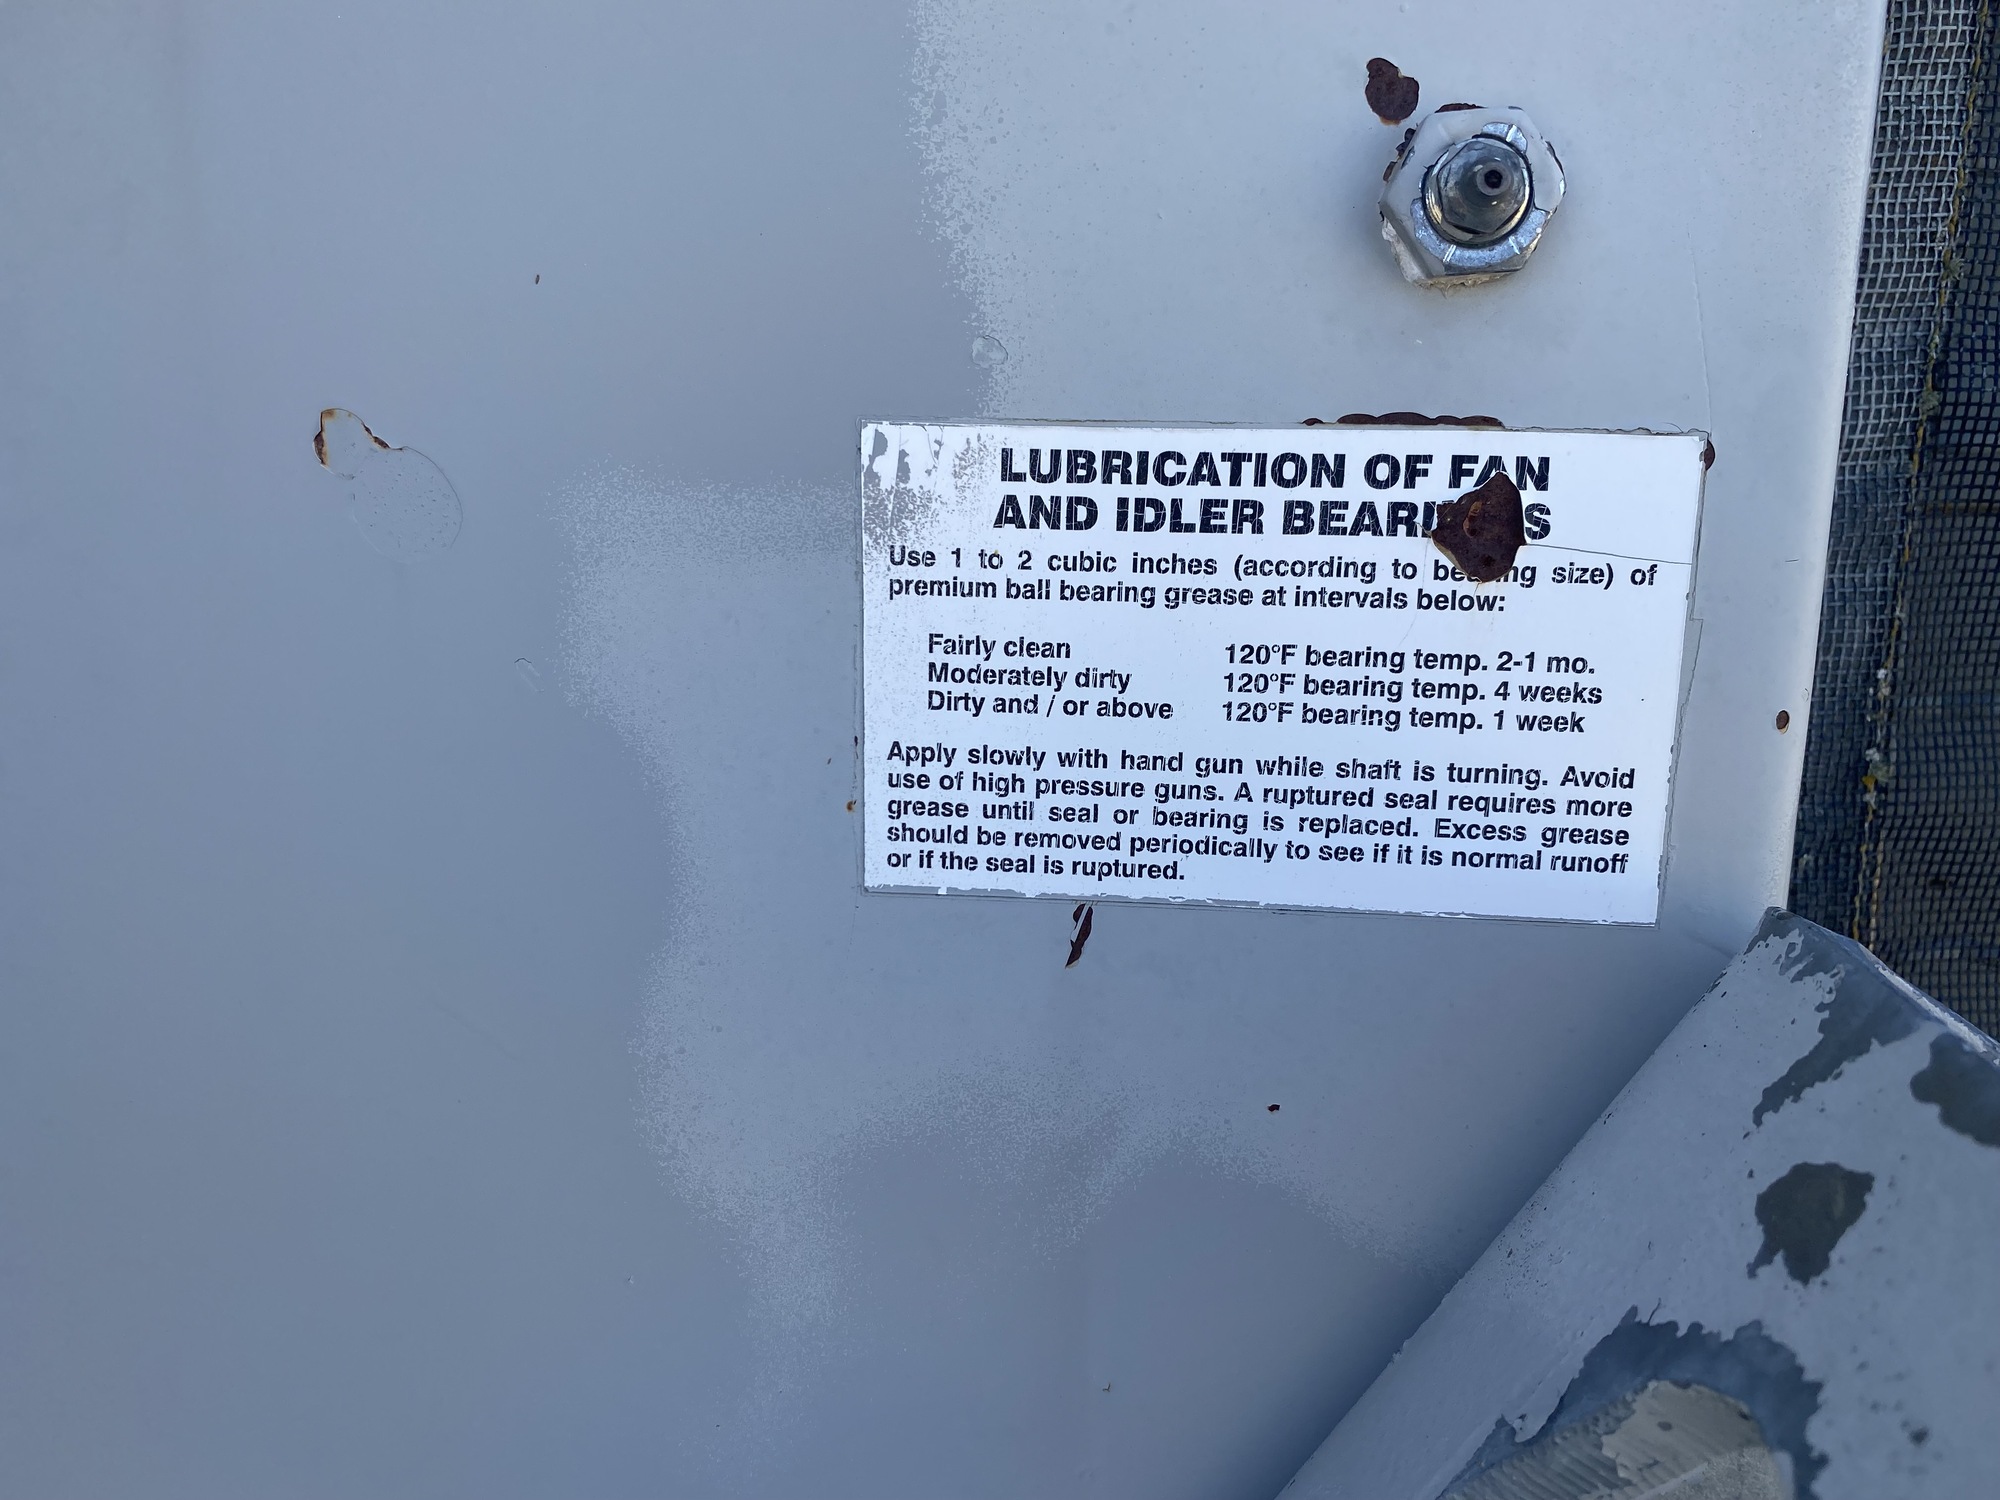 LUBRICATION OF FAN
AND IDLER BEARINGS
Use 1 to 2 cubic inches (according to bearing size) of
premium ball bearing grease at intervals below:
Fairly clean 120°F bearing temp. 2-1 mo.
Moderately dirty 120°F bearing temp. 4 weeks
Dirty and / or above 120°F bearing temp. 1 week
Apply slowly with hand gun while shaft is turning. Avoid
use of high pressure guns. A ruptured seal requires more
grease until seal or bearing is replaced. Excess grease
should be removed periodically to see if it is normal runoff
or if the seal is ruptured.